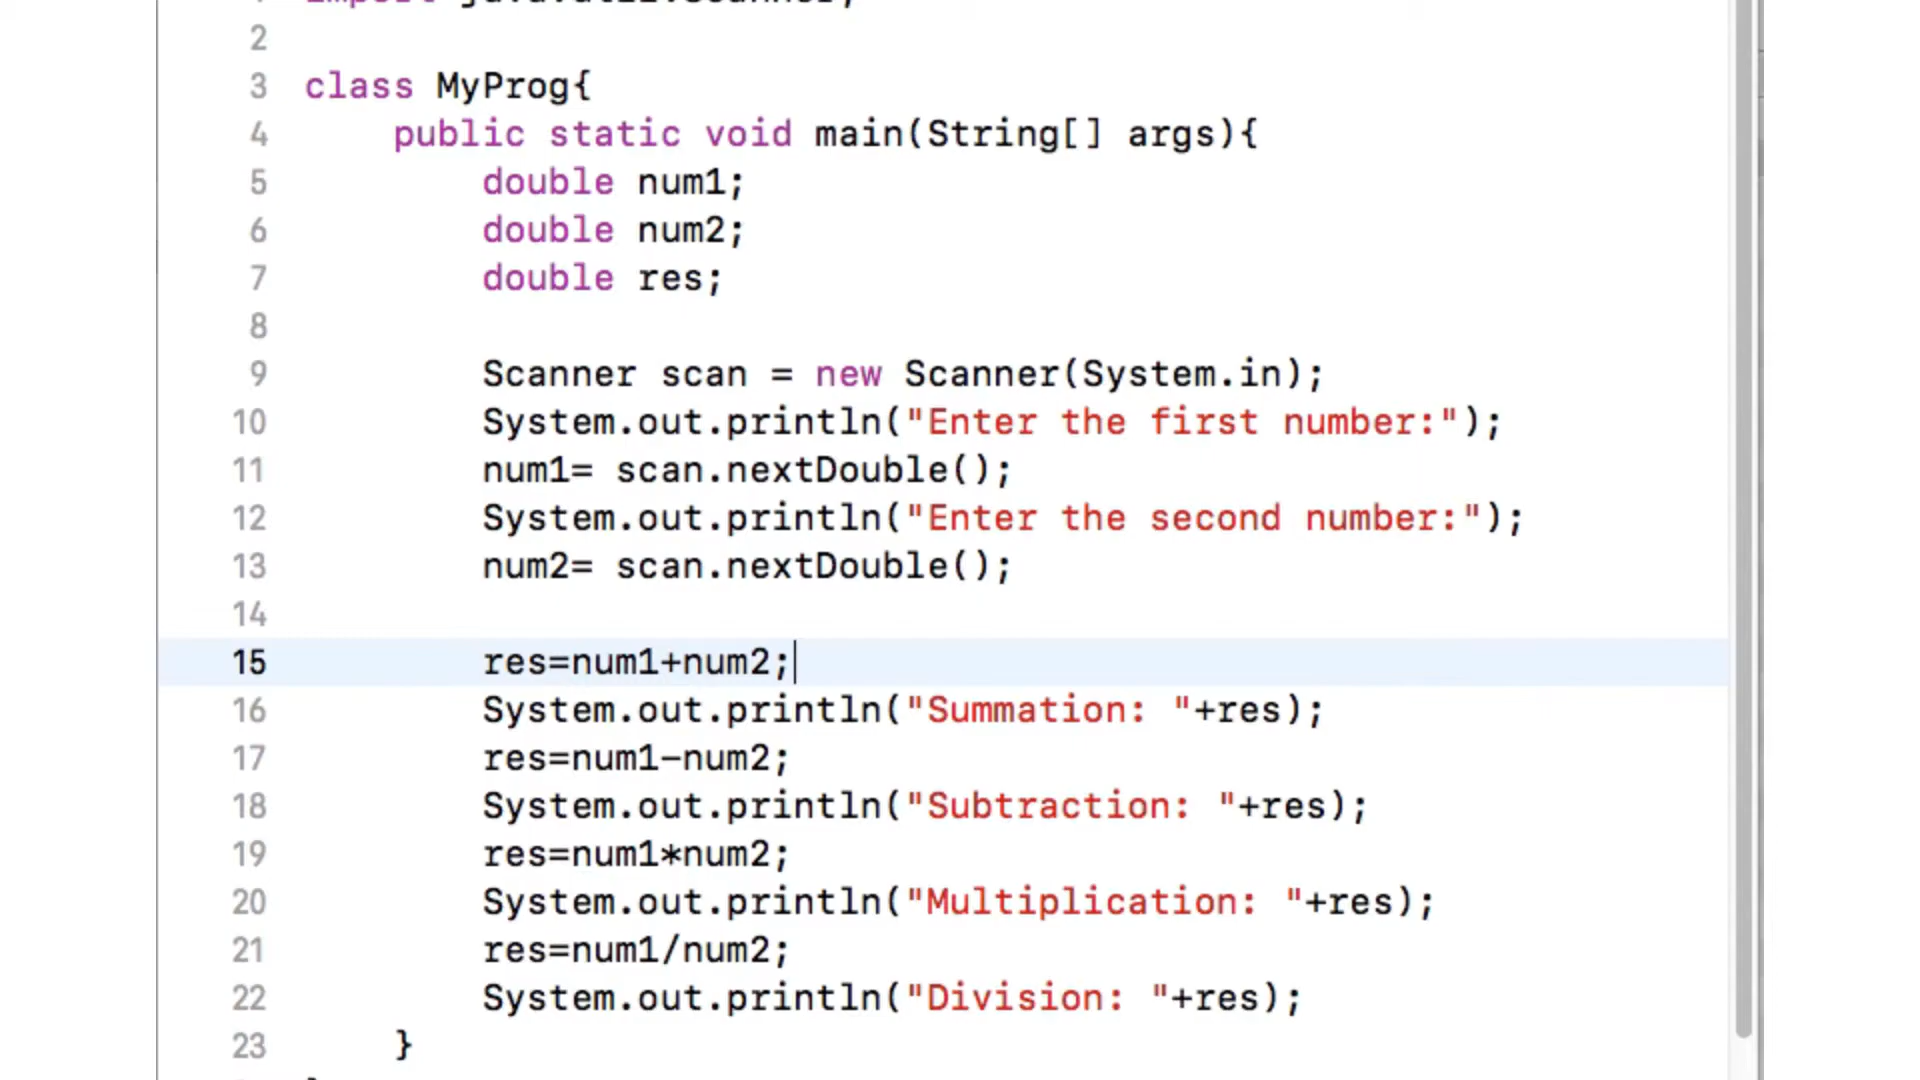 import java.util.Scanner;
2
3 class MyProg{
4 public static void main(String[] args){
5 double num1;
6 double num2;
7 double res;
8
9 Scanner scan = new Scanner(System.in);
10 System.out.println("Enter the first number:");
11 num1= scan.nextDouble();
12 System.out.println("Enter the second number:");
13 num2= scan.nextDouble();
14
15 res=num1+num2;
16 System.out.println("Summation: "+res);
17 res=num1-num2;
18 System.out.println("Subtraction: "+res);
19 res=num1*num2;
20 System.out.println("Multiplication: "+res);
21 res=num1/num2;
22 System.out.println("Division: "+res);
23 }